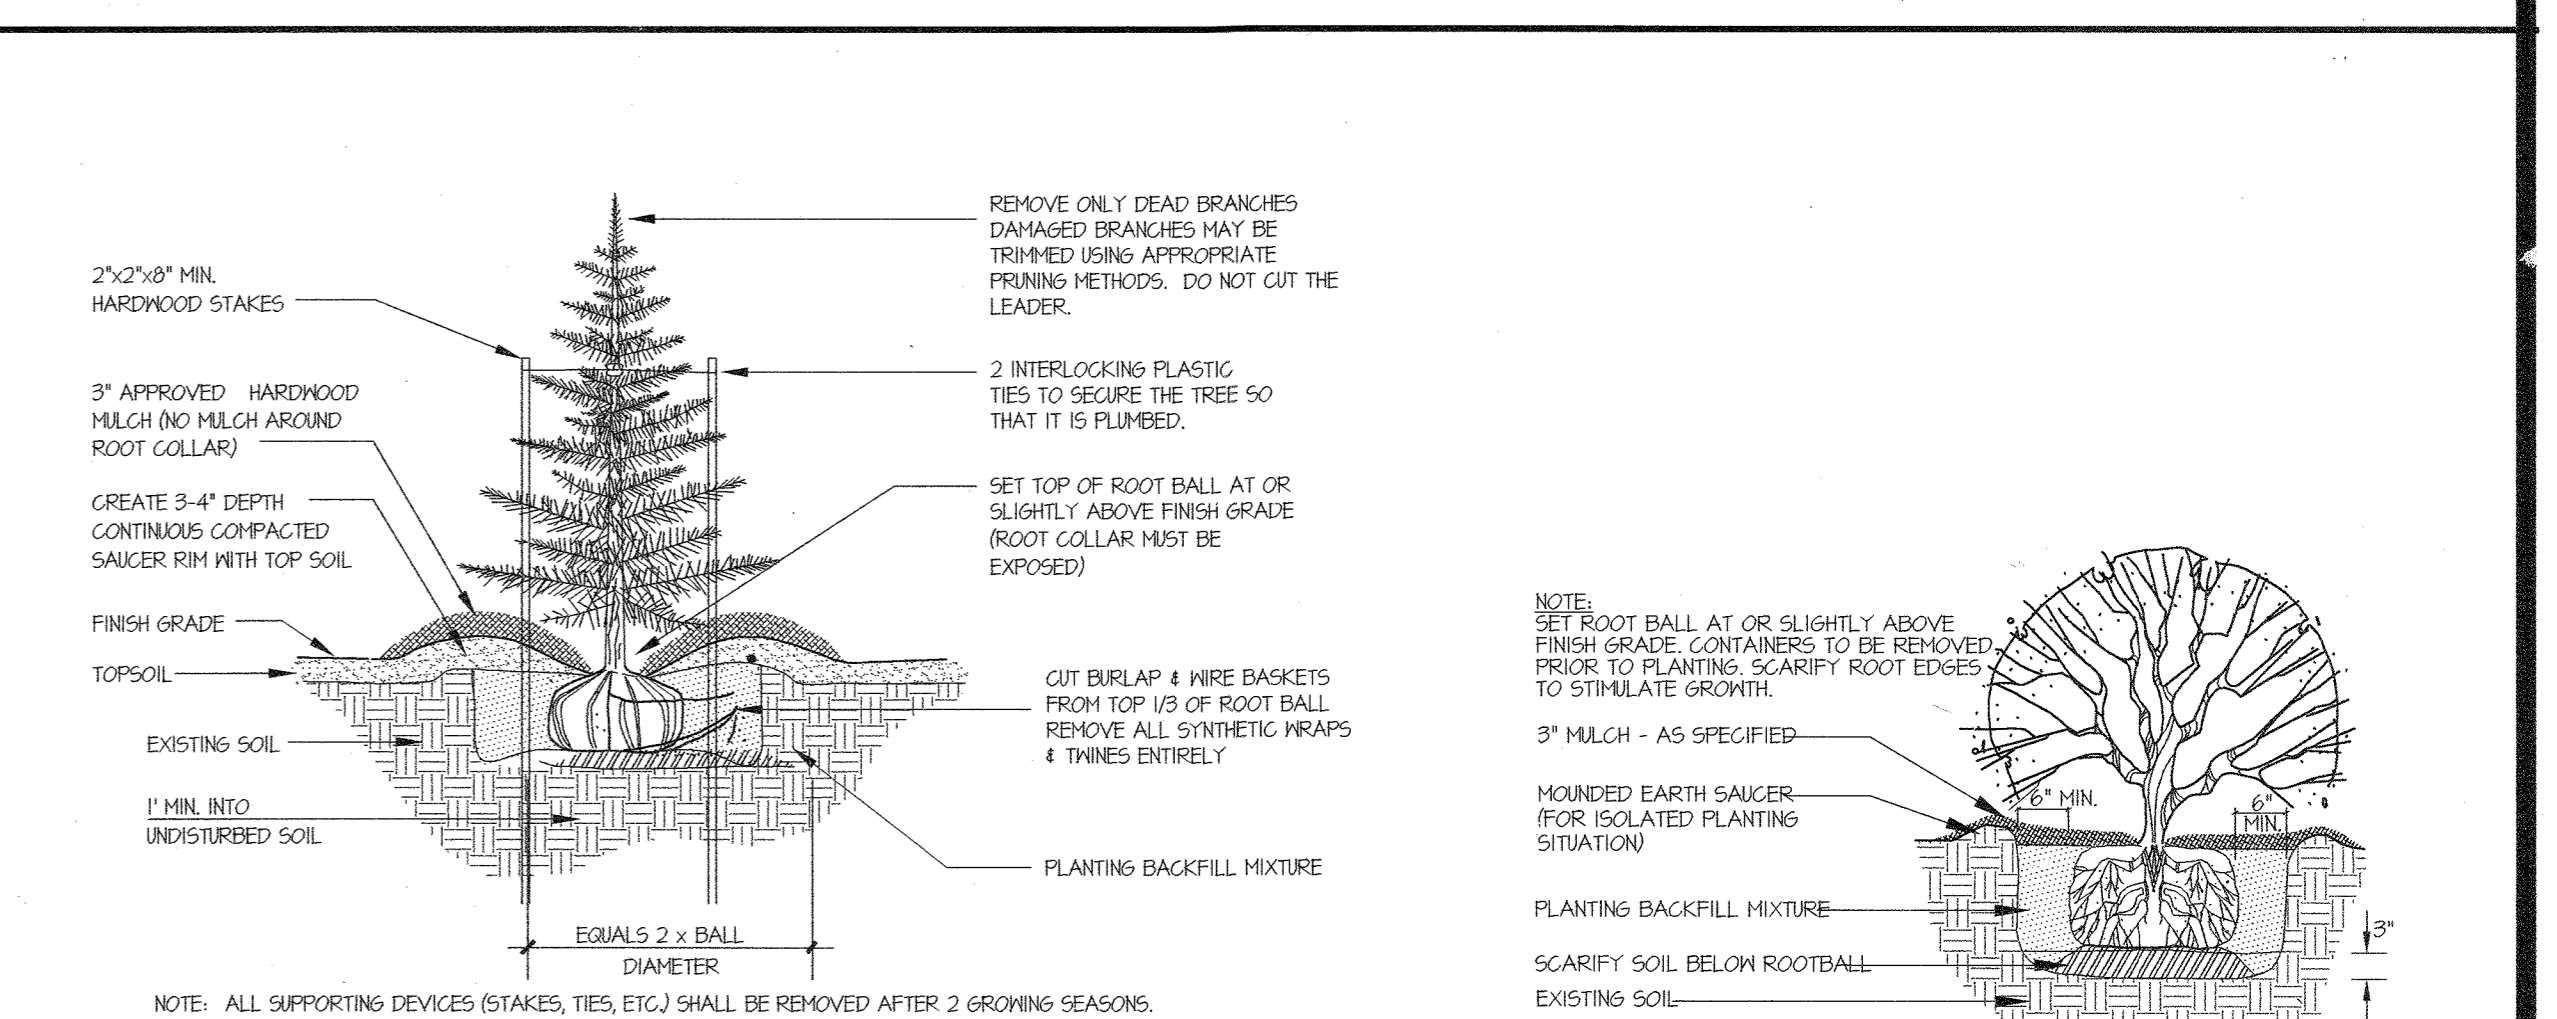 REMOVE ONLY DEAD BRANCHES
DAMAGED BRANCHES MAY BE
TRIMMED USING APPROPRIATE
PRUNING METHODS. DO NOT CUT THE
LEADER.
2"x2"x8" MIN.
HARDWOOD STAKES
2 INTERLOCKING PLASTIC
TIES TO SECURE THE TREE SO
THAT IT IS PLUMBED.
3" APPROVED HARDWOOD
MULCH (NO MULCH AROUND
ROOT COLLAR)
SET TOP OF ROOT BALL AT OR
SLIGHTLY ABOVE FINISH GRADE
(ROOT COLLAR MUST BE
EXPOSED)
CREATE 3-4" DEPTH
CONTINUOUS COMPACTED
SAUCER RIM WITH TOP SOIL
FINISH GRADE
TOPSOIL
CUT BURLAP & WIRE BASKETS
FROM TOP 1/3 OF ROOT BALL
REMOVE ALL SYNTHETIC WRAPS
& TWINES ENTIRELY
EXISTING SOIL
1' MIN. INTO
UNDISTURBED SOIL
PLANTING BACKFILL MIXTURE
EQUALS 2 x BALL
DIAMETER
NOTE: ALL SUPPORTING DEVICES (STAKES, TIES, ETC.) SHALL BE REMOVED AFTER 2 GROWING SEASONS.
NOTE:
SET ROOT BALL AT OR SLIGHTLY ABOVE
FINISH GRADE. CONTAINERS TO BE REMOVED
PRIOR TO PLANTING. SCARIFY ROOT EDGES
TO STIMULATE GROWTH.
3" MULCH - AS SPECIFIED
MOUNDED EARTH SAUCER
(FOR ISOLATED PLANTING
SITUATION)
6" MIN.
6"
MIN.
PLANTING BACKFILL MIXTURE
3"
SCARIFY SOIL BELOW ROOTBALL
EXISTING SOIL